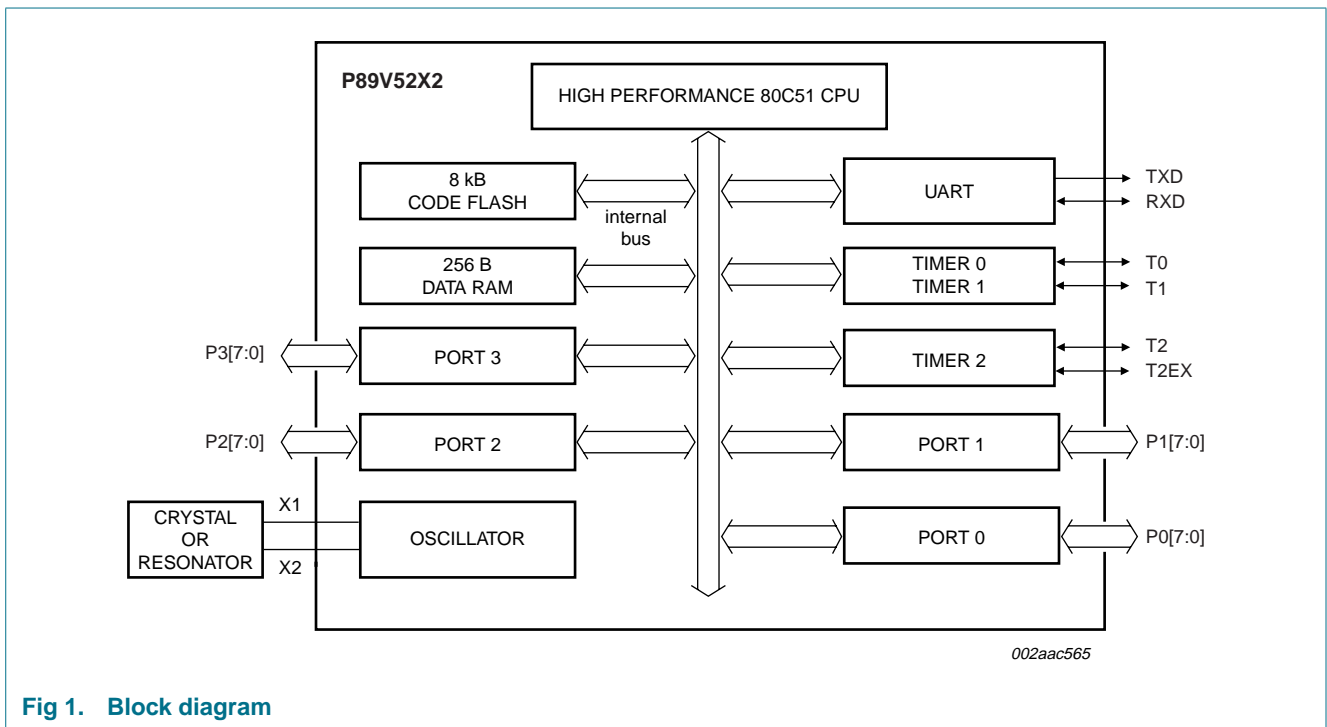 P89V52X2
HIGH PERFORMANCE 80C51 CPU
8 kB
CODE FLASH
internal
bus
UART
TXD
RXD
256 B
DATA RAM
TIMER 0
TIMER 1
T0
T1
P3[7:0]
PORT 3
TIMER 2
T2
T2EX
P2[7:0]
PORT 2
PORT 1
P1[7:0]
CRYSTAL
OR
RESONATOR
X1
X2
OSCILLATOR
PORT 0
P0[7:0]
002aac565
Fig 1. Block diagram